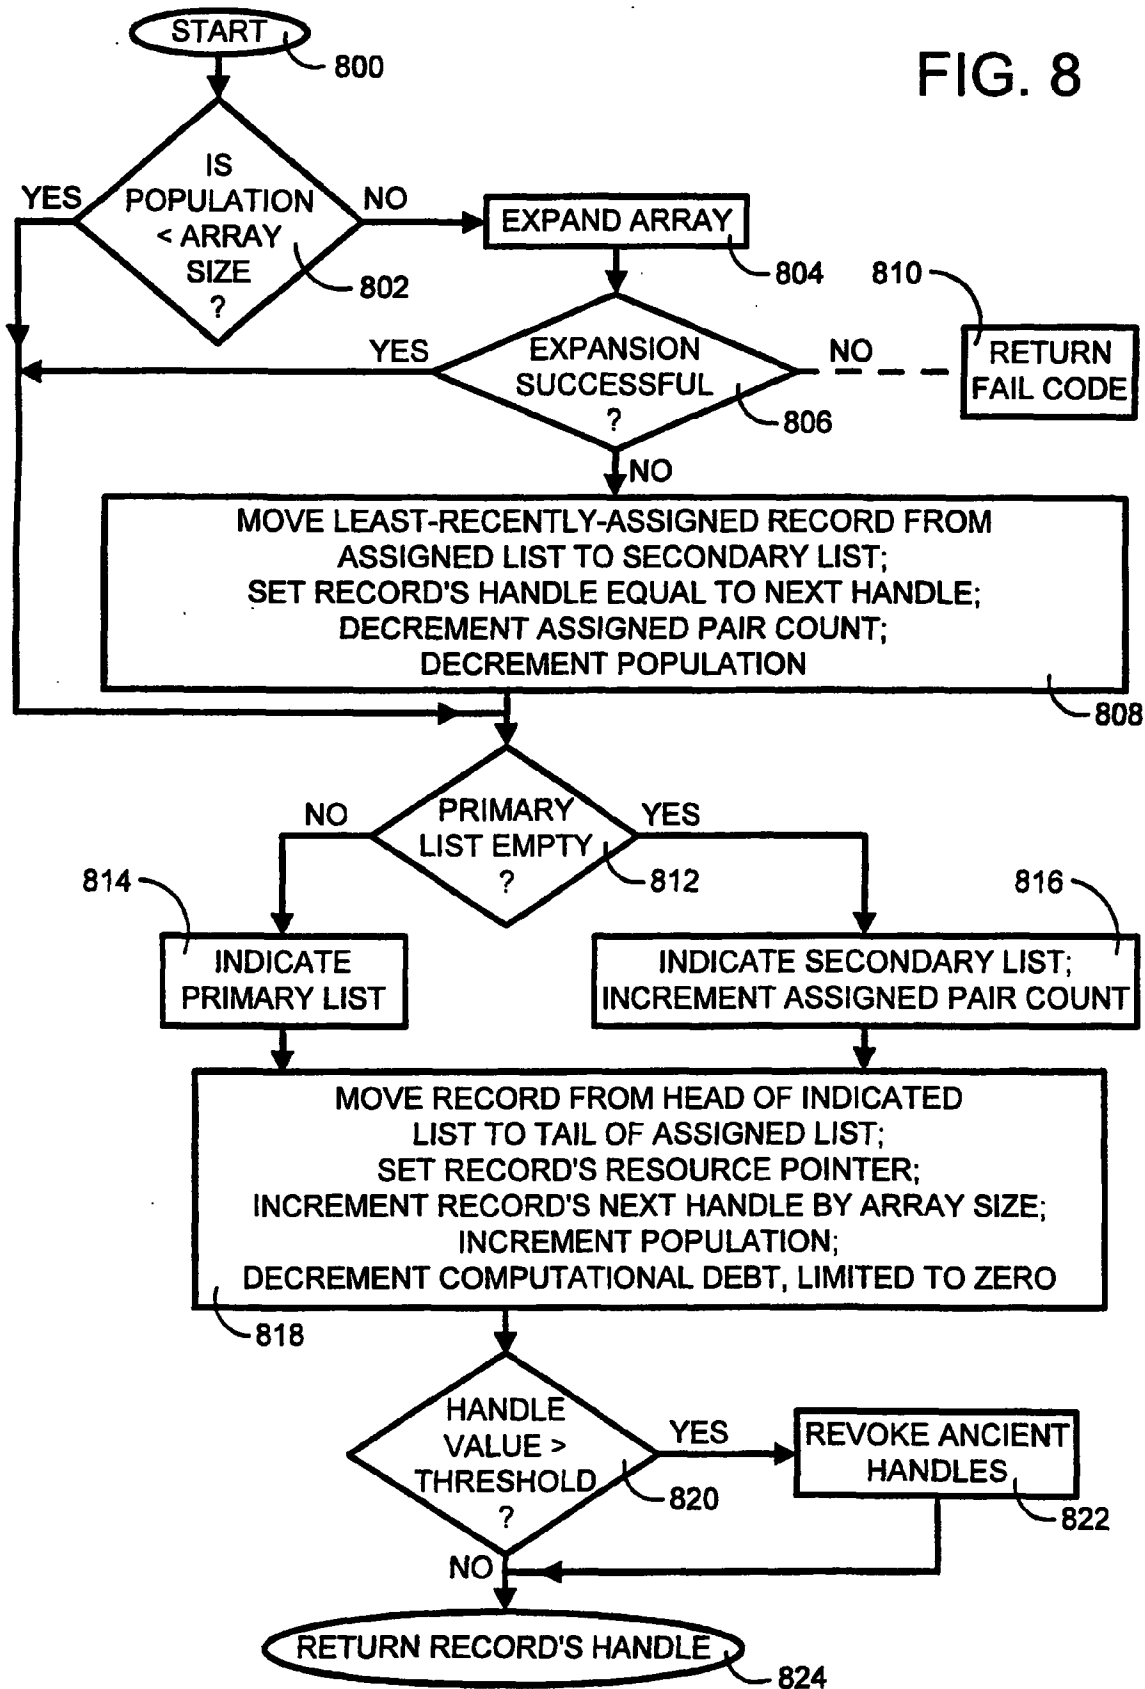 START
800
FIG. 8
IS
POPULATION
< ARRAY
SIZE
?
YES
NO
802
EXPAND ARRAY
804
810
YES
EXPANSION
SUCCESSFUL
?
NO
RETURN
FAIL CODE
806
NO
MOVE LEAST-RECENTLY-ASSIGNED RECORD FROM
ASSIGNED LIST TO SECONDARY LIST;
SET RECORD'S HANDLE EQUAL TO NEXT HANDLE;
DECREMENT ASSIGNED PAIR COUNT;
DECREMENT POPULATION
808
NO
PRIMARY
LIST EMPTY
?
YES
812
814
816
INDICATE
PRIMARY LIST
INDICATE SECONDARY LIST;
INCREMENT ASSIGNED PAIR COUNT
MOVE RECORD FROM HEAD OF INDICATED
LIST TO TAIL OF ASSIGNED LIST;
SET RECORD'S RESOURCE POINTER;
INCREMENT RECORD'S NEXT HANDLE BY ARRAY SIZE;
INCREMENT POPULATION;
DECREMENT COMPUTATIONAL DEBT, LIMITED TO ZERO
818
HANDLE
VALUE >
THRESHOLD
?
YES
820
REVOKE ANCIENT
HANDLES
822
NO
RETURN RECORD'S HANDLE
824